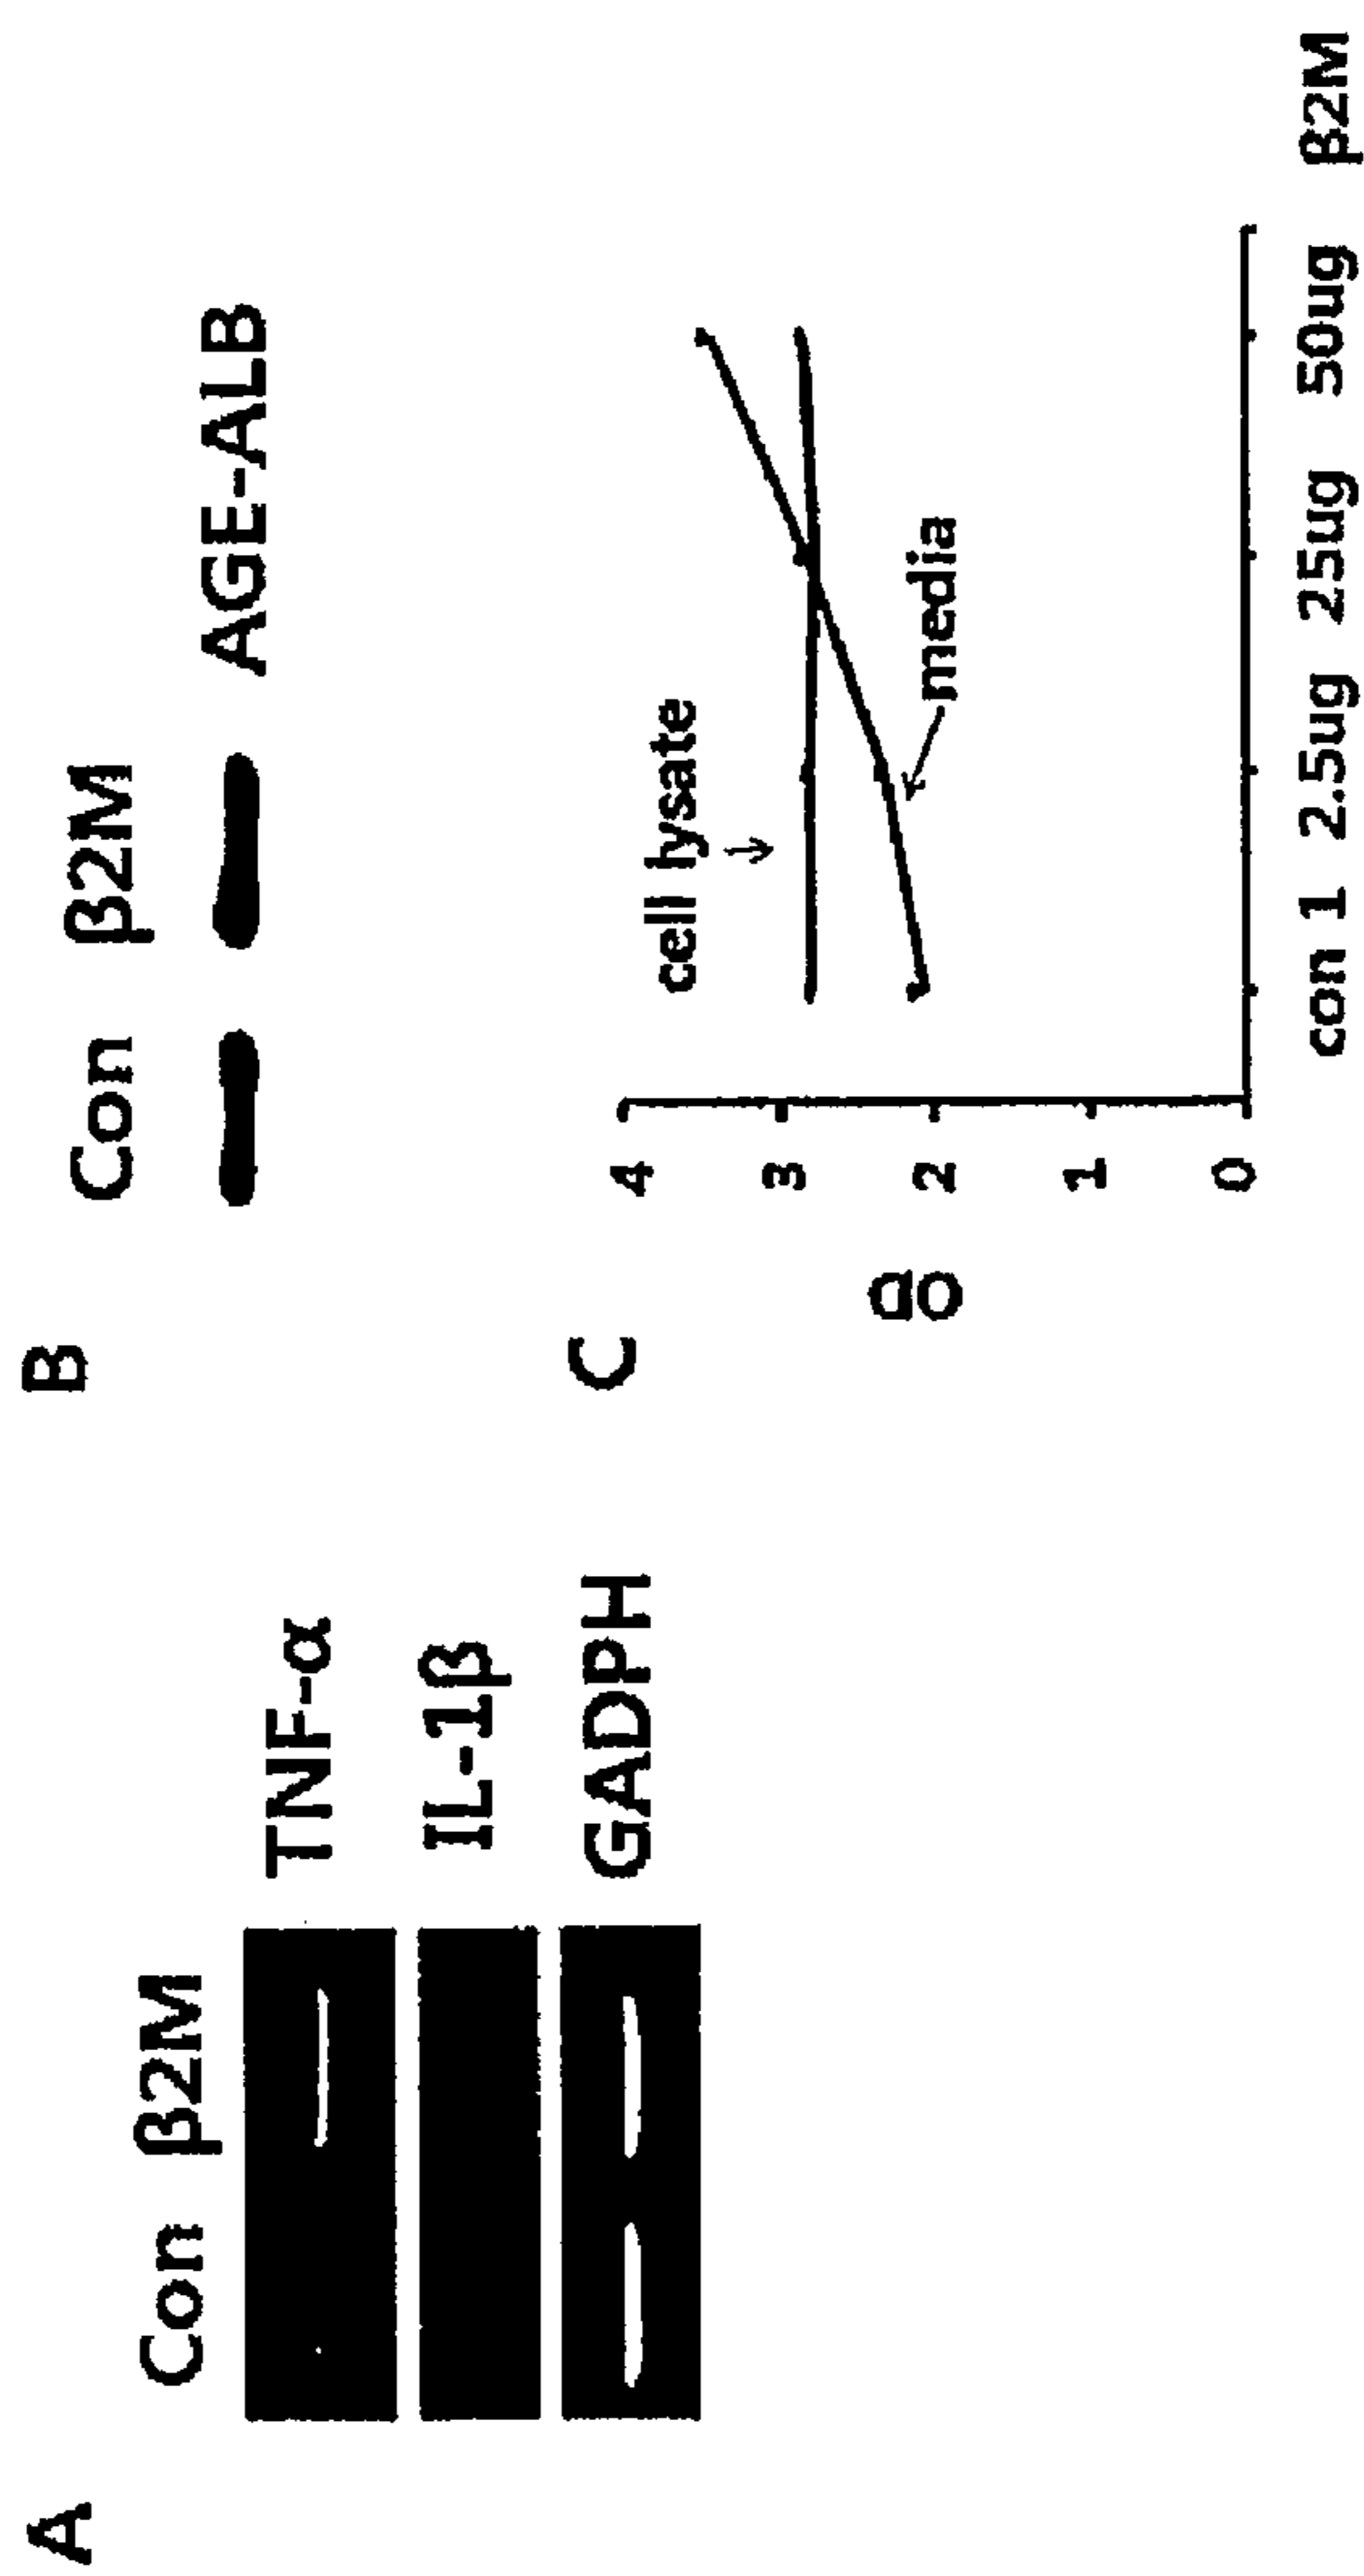 A
Con β2M
TNF-α
IL-1β
GADPH
B
Con β2M
AGE-ALB
C
OD
4
3
2
1
0
cell lysate
media
con 1 2.5ug 25ug 50ug β2M